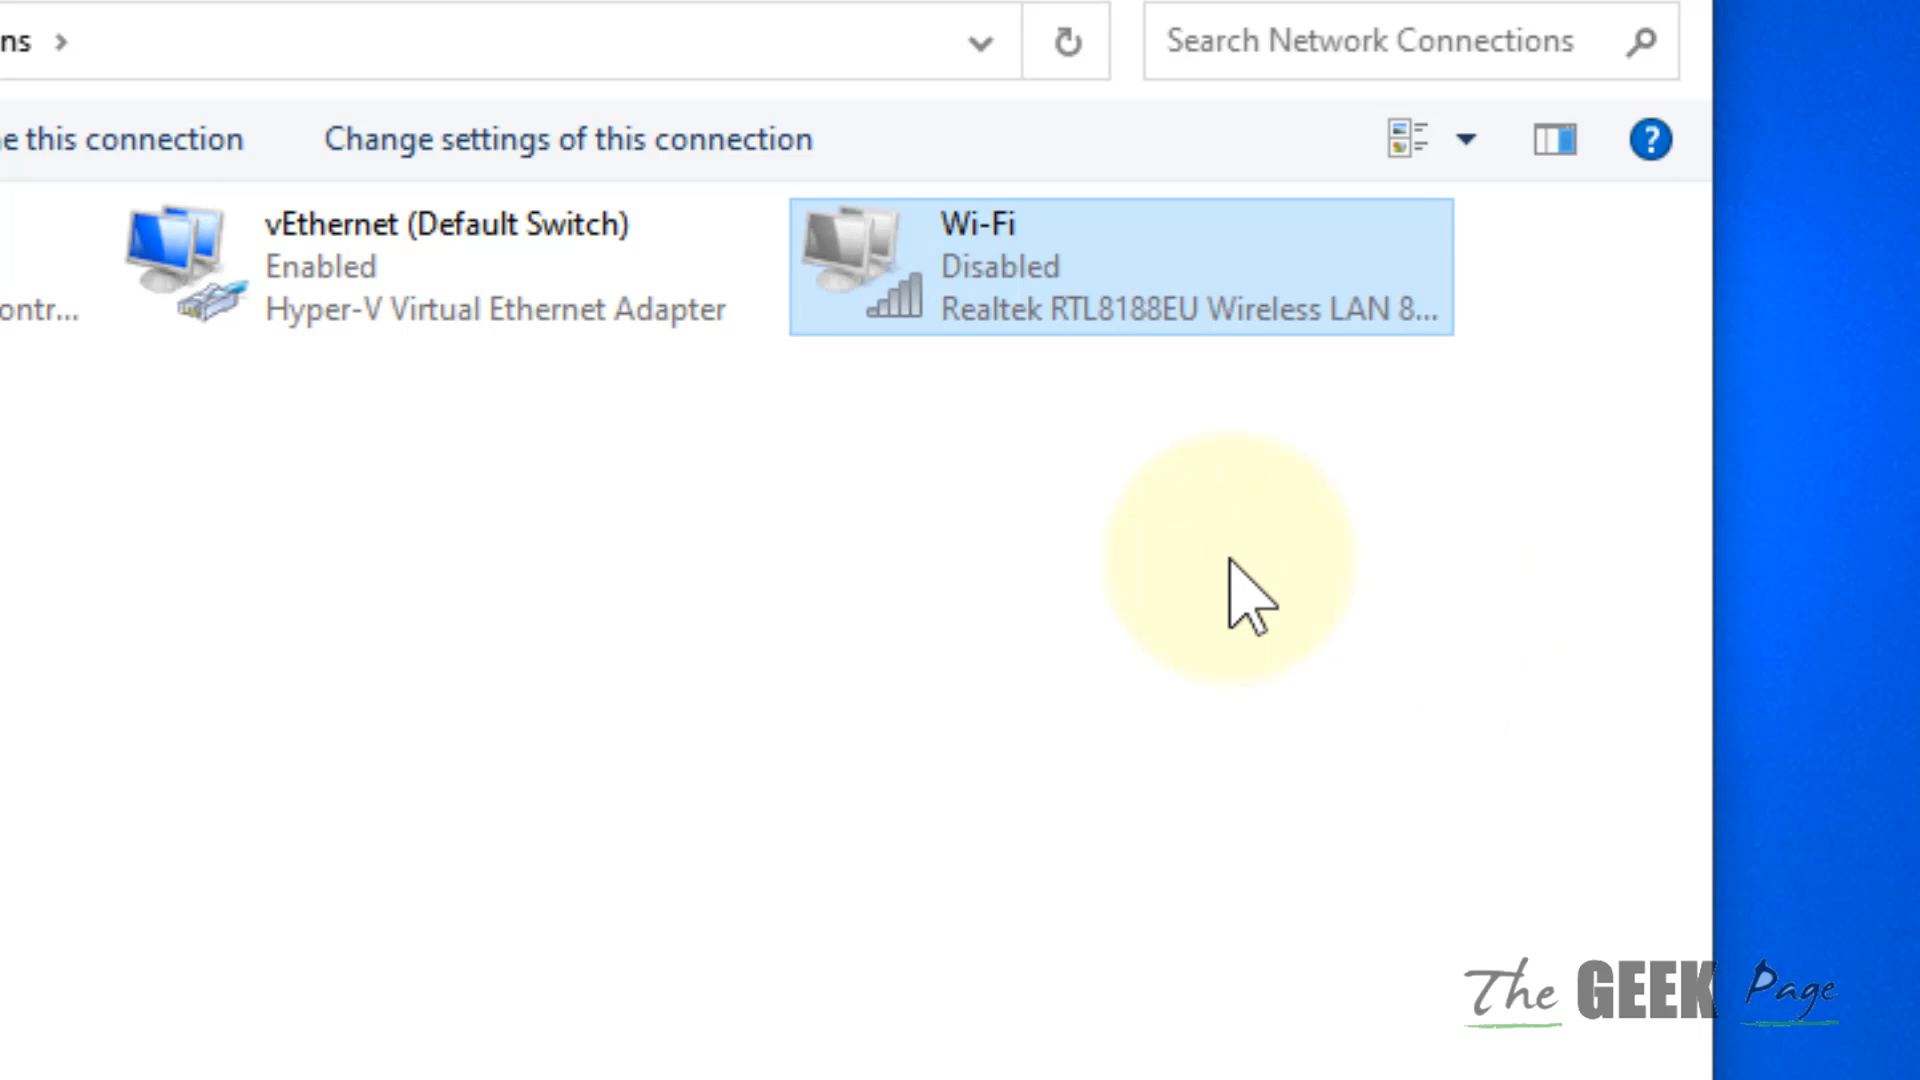 ns
Search Network Connections
e this connection
Change settings of this connection
?
vEthernet (Default Switch)
Enabled
Hyper-V Virtual Ethernet Adapter
Wi-Fi
Disabled
Realtek RTL8188EU Wireless LAN 8...
ontr...
The GEEK Page